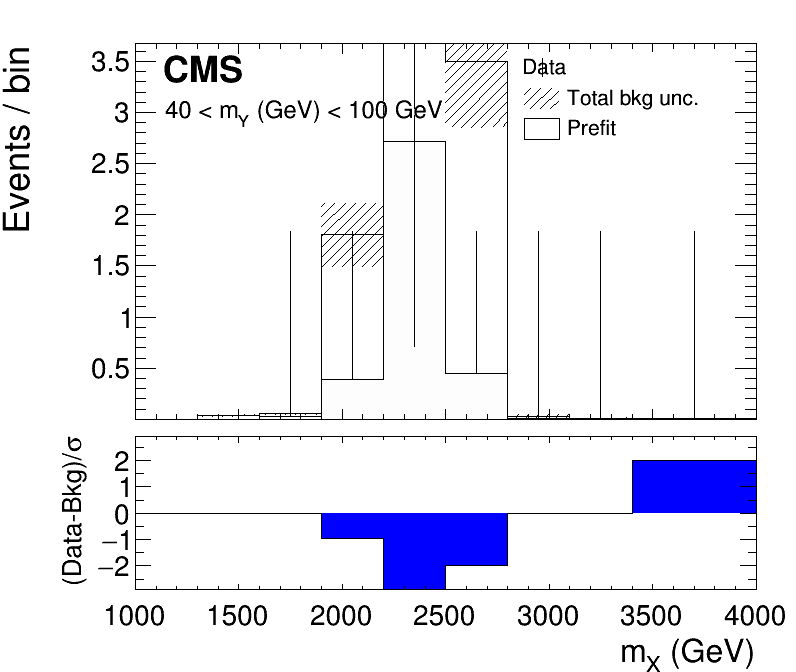 CMS
40 < mY (GeV) < 100 GeV
Data
Total bkg unc.
Prefit
Events / bin
3.5
3
2.5
2
1.5
1
0.5
(Data-Bkg)/σ
2
1
0
−1
−2
1000 1500 2000 2500 3000 3500 4000
mX (GeV)